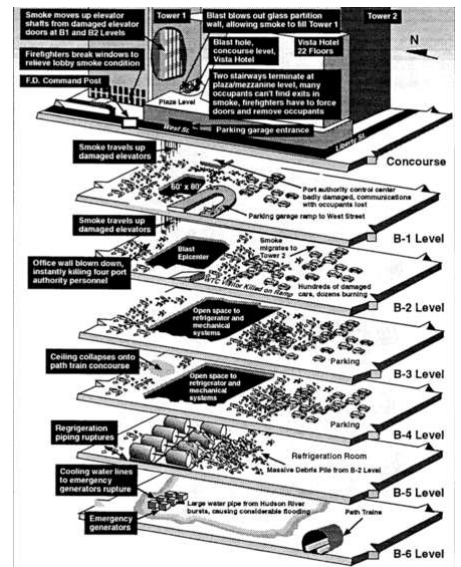 Smoke moves up elevator
shafts from damaged elevator
doors at B1 and B2 Levels
Tower 1
Blast blows out glass partition
wall, allowing smoke to fill Tower 1
Tower 2
Firefighters break windows to
relieve lobby smoke condition
Blast hole,
concourse level,
Vista Hotel
Vista Hotel
22 Floors
N
F.D. Command Post
Plaza Level
Two stairways terminate at
plaza/mezzanine level, many
occupants can't find exits in
smoke, firefighters have to force
doors and remove occupants
West St
Parking garage entrance
Liberty St
Concourse
Smoke travels up
damaged elevators
60' x 80'
Port authority control center
badly damaged, communications
with occupants lost
Parking garage ramp to West Street
B-1 Level
Smoke travels up
damaged elevators
Blast
Epicenter
Smoke
migrates to
Tower 2
Office wall blown down,
instantly killing four port
authority personnel
WTC Visitor Killed on Ramp
Hundreds of damaged
cars, dozens burning
B-2 Level
Open space to
refrigerator and
mechanical
systems
Parking
B-3 Level
Ceiling collapses onto
path train concourse
Open space to
refrigerator and
mechanical
systems
Parking
B-4 Level
Regrigeration
piping ruptures
Refrigeration Room
Massive Debris Pile from B-2 Level
B-5 Level
Cooling water lines
to emergency
generators rupture
Large water pipe from Hudson River
bursts, causing considerable flooding
Path Trains
Emergency
generators
B-6 Level